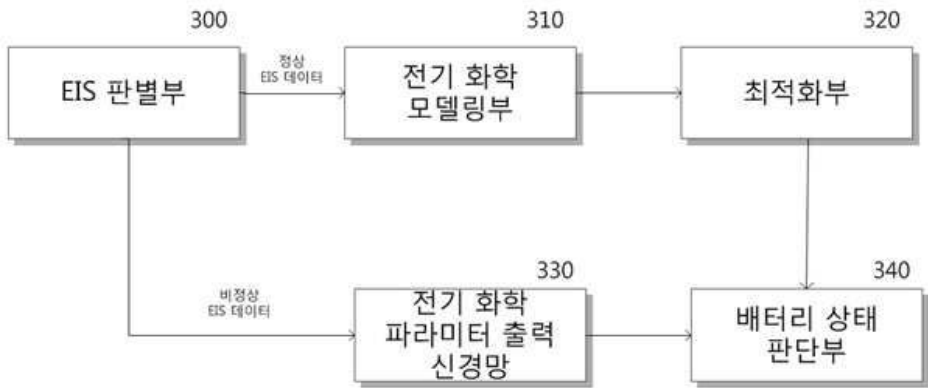 300
310
320
EIS 판별부
정상
EIS 데이터
전기 화학
모델링부
최적화부
330
340
비정상
EIS 데이터
전기 화학
파라미터 출력
신경망
배터리 상태
판단부